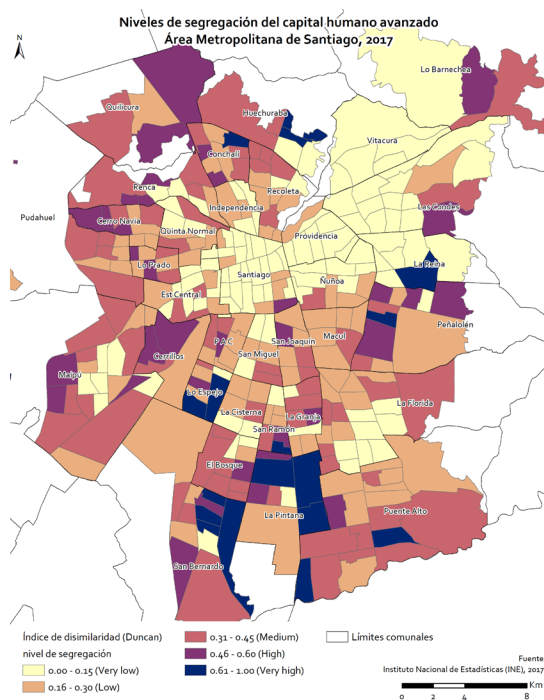 Niveles de segregación del capital humano avanzado
Área Metropolitana de Santiago, 2017
N
Lo Barnechea
Quilicura
Huechuraba
Vitacura
Conchalí
Renca
Recoleta
Las Condes
Independencia
Pudahuel
Cerro Navia
Quinta Normal
Providencia
Lo Prado
La Reina
Santiago
Ñuñoa
Est Central
Peñalolén
P A C
San Joaquín
Macul
Cerrillos
San Miguel
Maipú
Lo Espejo
La Florida
La Cisterna
La Granja
San Ramón
El Bosque
La Pintana
Puente Alto
San Bernardo
Índice de disimilaridad (Duncan)
nivel de segregación
0.00 - 0.15 (Very low)
0.16 - 0.30 (Low)
0.31 - 0.45 (Medium)
0.46 - 0.60 (High)
0.61 - 1.00 (Very high)
Límites comunales
Fuente
Instituto Nacional de Estadísticas (INE), 2017
Km
0 2 4 8